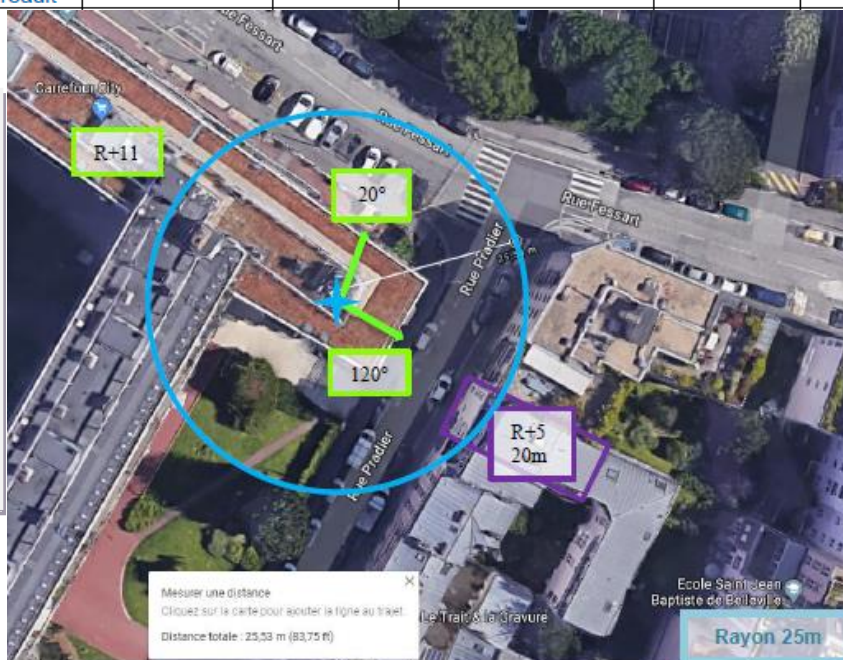 Rue Fessart
Carrefour City
Rue Fessart
R+11
20°
Rue Fessart
Rue Pradier
120°
R+5
20m
Rue Pradier
Mesurer une distance
Cliquez sur la carte pour ajouter la ligne au trajet
Distance totale : 25,53 m (83,75 ft)
Le Trait & la Gravure
Ecole Saint Jean
Baptiste de Belleville
Rayon 25m